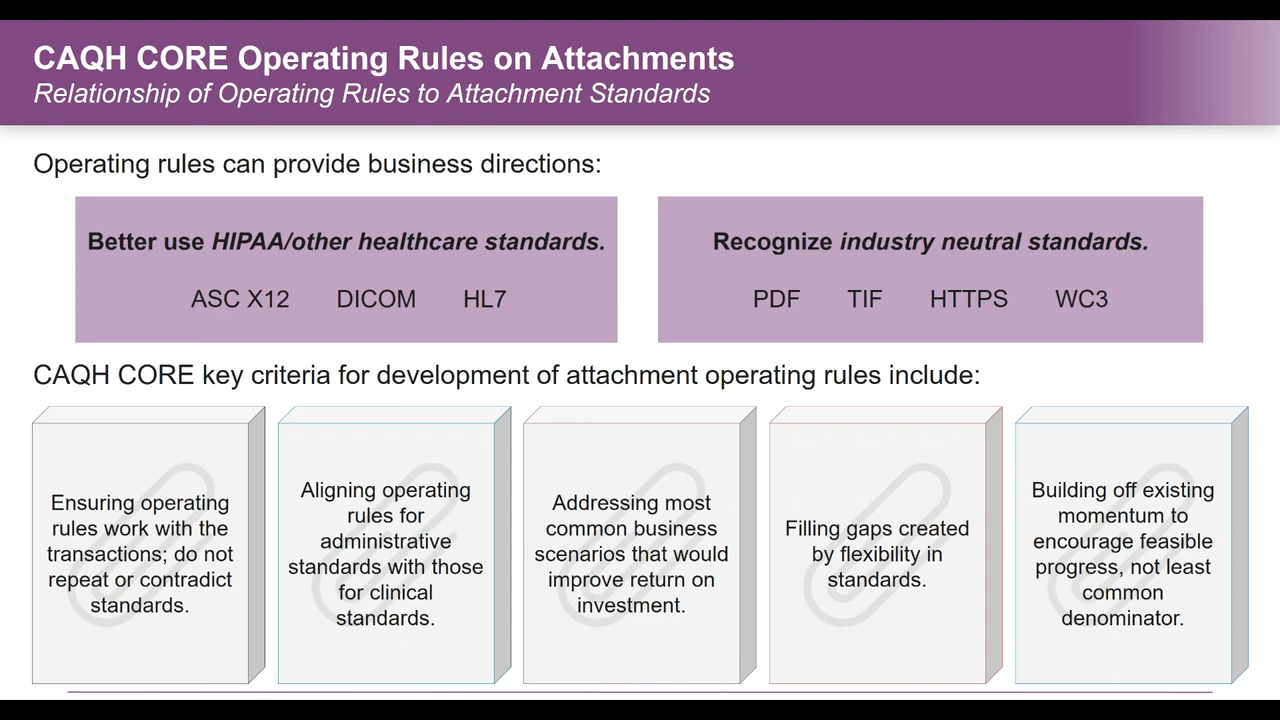 CAQH CORE Operating Rules on Attachments
Relationship of Operating Rules to Attachment Standards
Operating rules can provide business directions:
Better use HIPAA/other healthcare standards.
ASC X12 DICOM HL7
Recognize industry neutral standards.
PDF TIF HTTPS WC3
CAQH CORE key criteria for development of attachment operating rules include:
Ensuring operating
rules work with the
transactions; do not
repeat or contradict
standards.
Aligning operating
rules for
administrative
standards with those
for clinical
standards.
Addressing most
common business
scenarios that would
improve return on
investment.
Filling gaps created
by flexibility in
standards.
Building off existing
momentum to
encourage feasible
progress, not least
common
denominator.